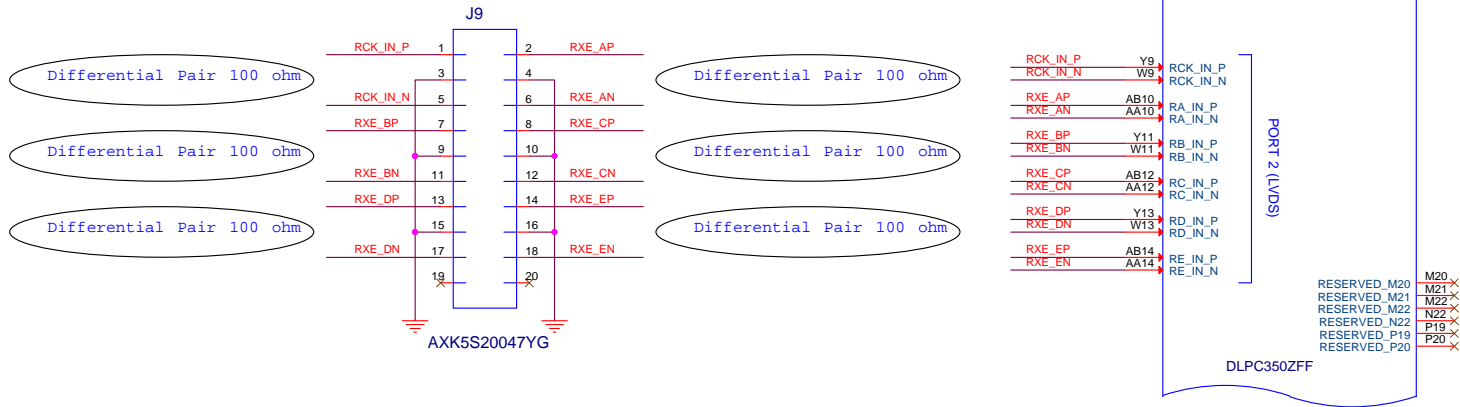 J9
RCK_IN_P 1 2 RXE_AP
Differential Pair 100 ohm 3 4 Differential Pair 100 ohm
RCK_IN_N 5 6 RXE_AN
RXE_BP 7 8 RXE_CP
Differential Pair 100 ohm 9 10 Differential Pair 100 ohm
RXE_BN 11 12 RXE_CN
RXE_DP 13 14 RXE_EP
Differential Pair 100 ohm 15 16 Differential Pair 100 ohm
RXE_DN 17 18 RXE_EN
19 20
AXK5S20047YG
RCK_IN_P Y9 RCK_IN_P
RCK_IN_N W9 RCK_IN_N
RXE_AP AB10 RA_IN_P
RXE_AN AA10 RA_IN_N
RXE_BP Y11 RB_IN_P
RXE_BN W11 RB_IN_N
RXE_CP AB12 RC_IN_P
RXE_CN AA12 RC_IN_N
RXE_DP Y13 RD_IN_P
RXE_DN W13 RD_IN_N
RXE_EP AB14 RE_IN_P
RXE_EN AA14 RE_IN_N
PORT 2 (LVDS)
RESERVED_M20 M20
RESERVED_M21 M21
RESERVED_M22 M22
RESERVED_N22 N22
RESERVED_P19 P19
RESERVED_P20 P20
DLPC350ZFF